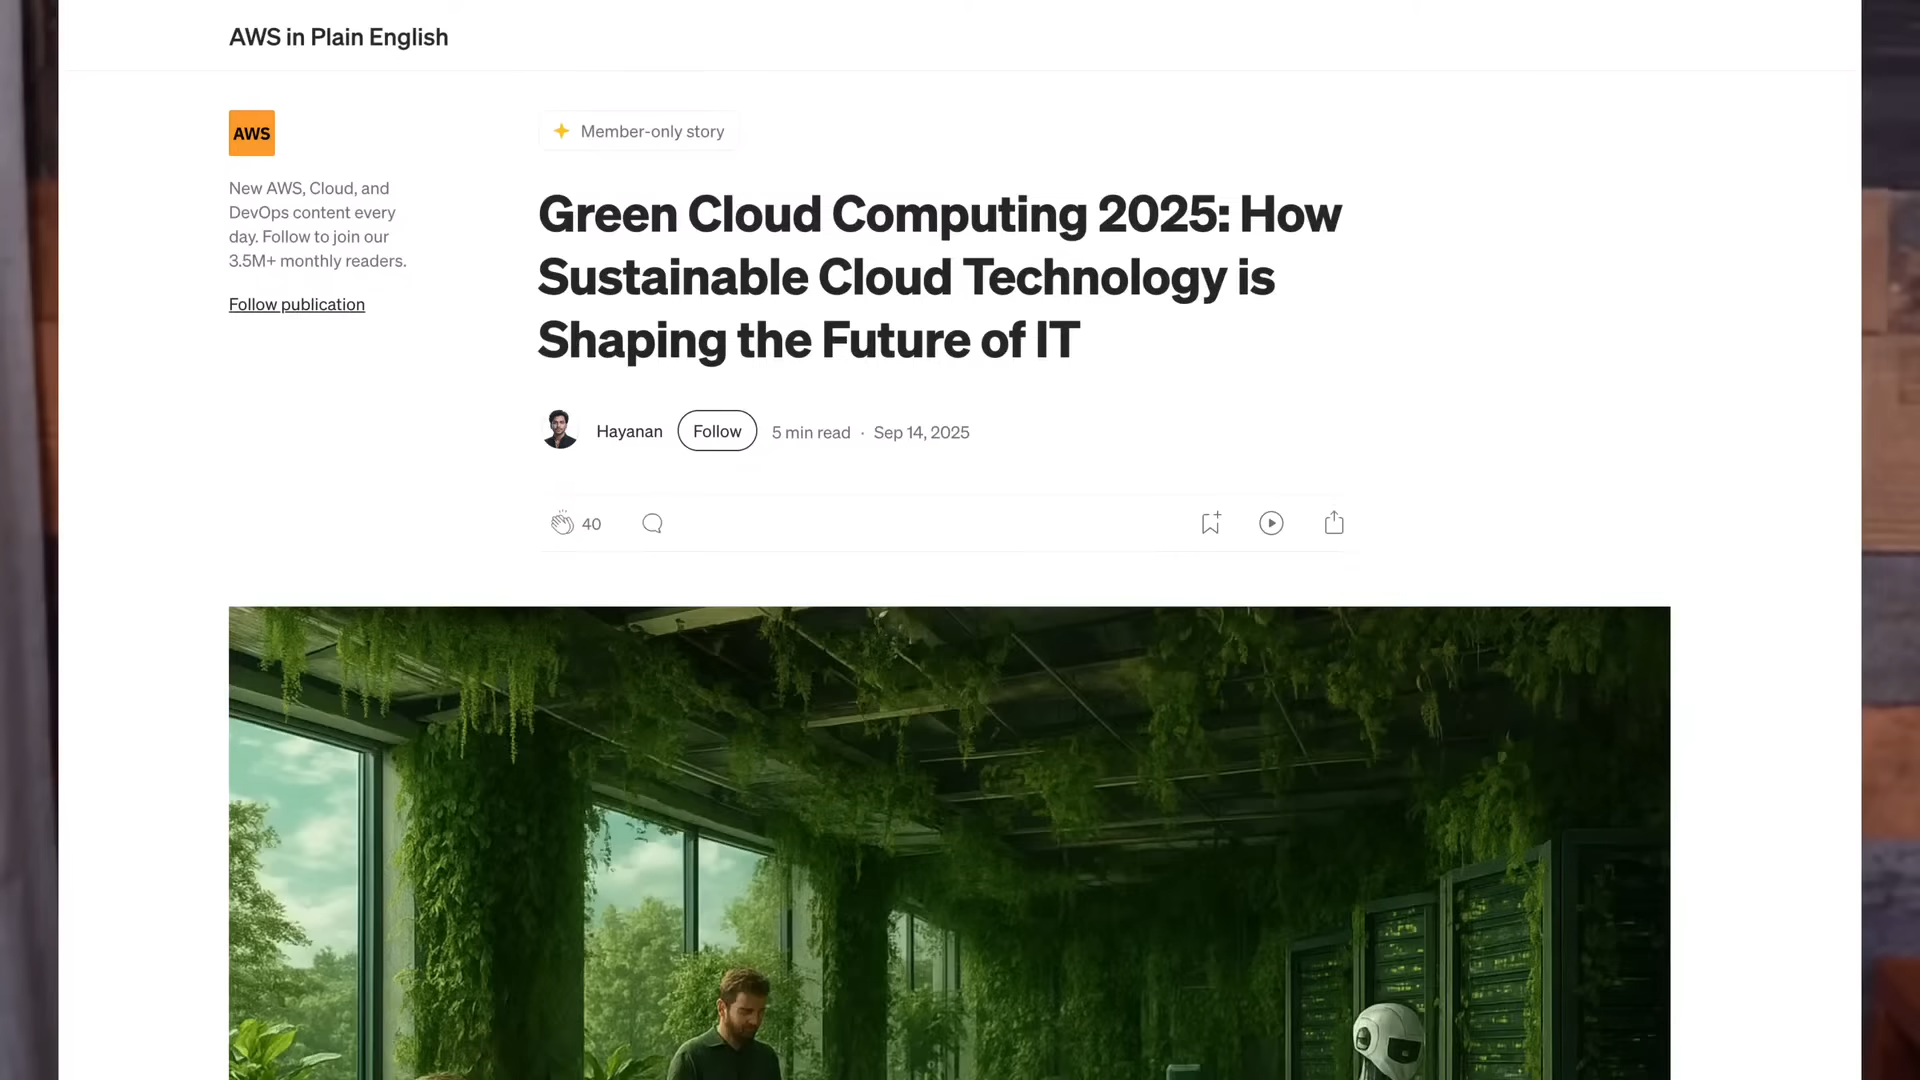 AWS in Plain English
AWS
New AWS, Cloud, and
DevOps content every
day. Follow to join our
3.5M+ monthly readers.
Follow publication
Member-only story
Green Cloud Computing 2025: How
Sustainable Cloud Technology is
Shaping the Future of IT
Hayanan
Follow
5 min read · Sep 14, 2025
40